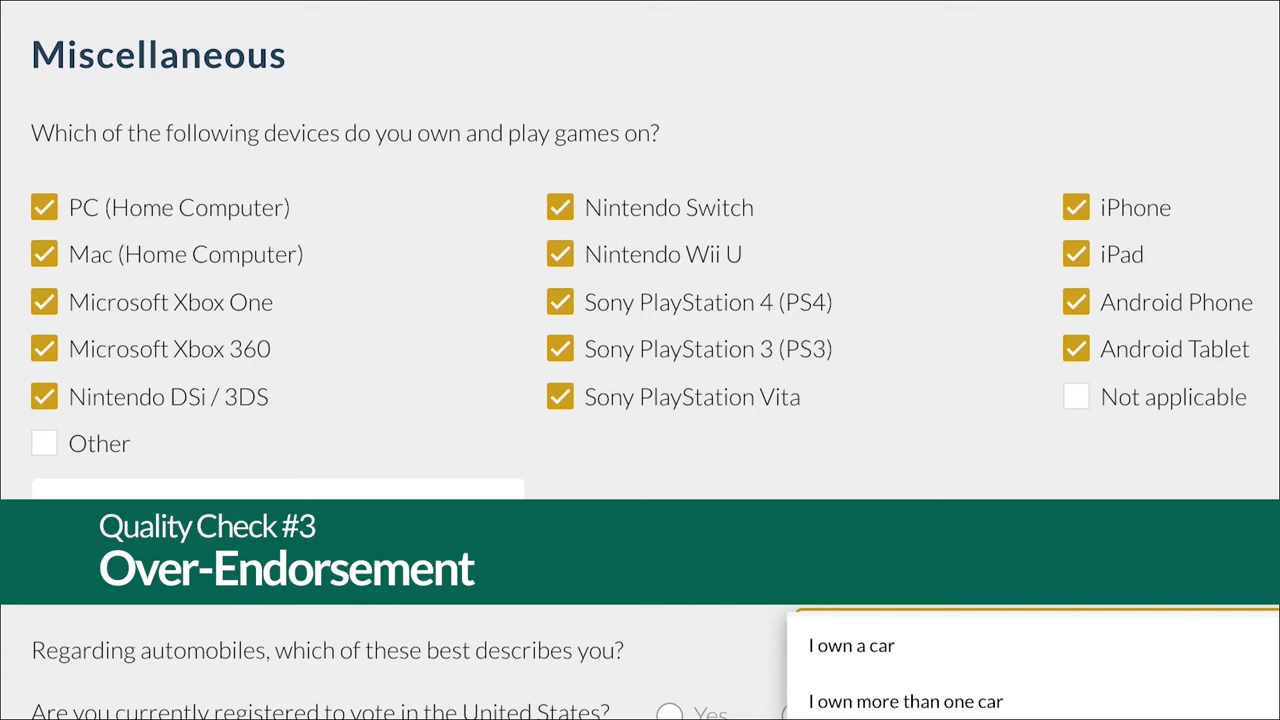 Miscellaneous
Which of the following devices do you own and play games on?
PC (Home Computer)
Nintendo Switch
iPhone
Mac (Home Computer)
Nintendo Wii U
iPad
Microsoft Xbox One
Sony PlayStation 4 (PS4)
Android Phone
Microsoft Xbox 360
Sony PlayStation 3 (PS3)
Android Tablet
Nintendo DSi / 3DS
Sony PlayStation Vita
Not applicable
Other
Quality Check #3
Over-Endorsement
Regarding automobiles, which of these best describes you?
I own a car
I own more than one car
Are you currently registered to vote in the United States?
Yes